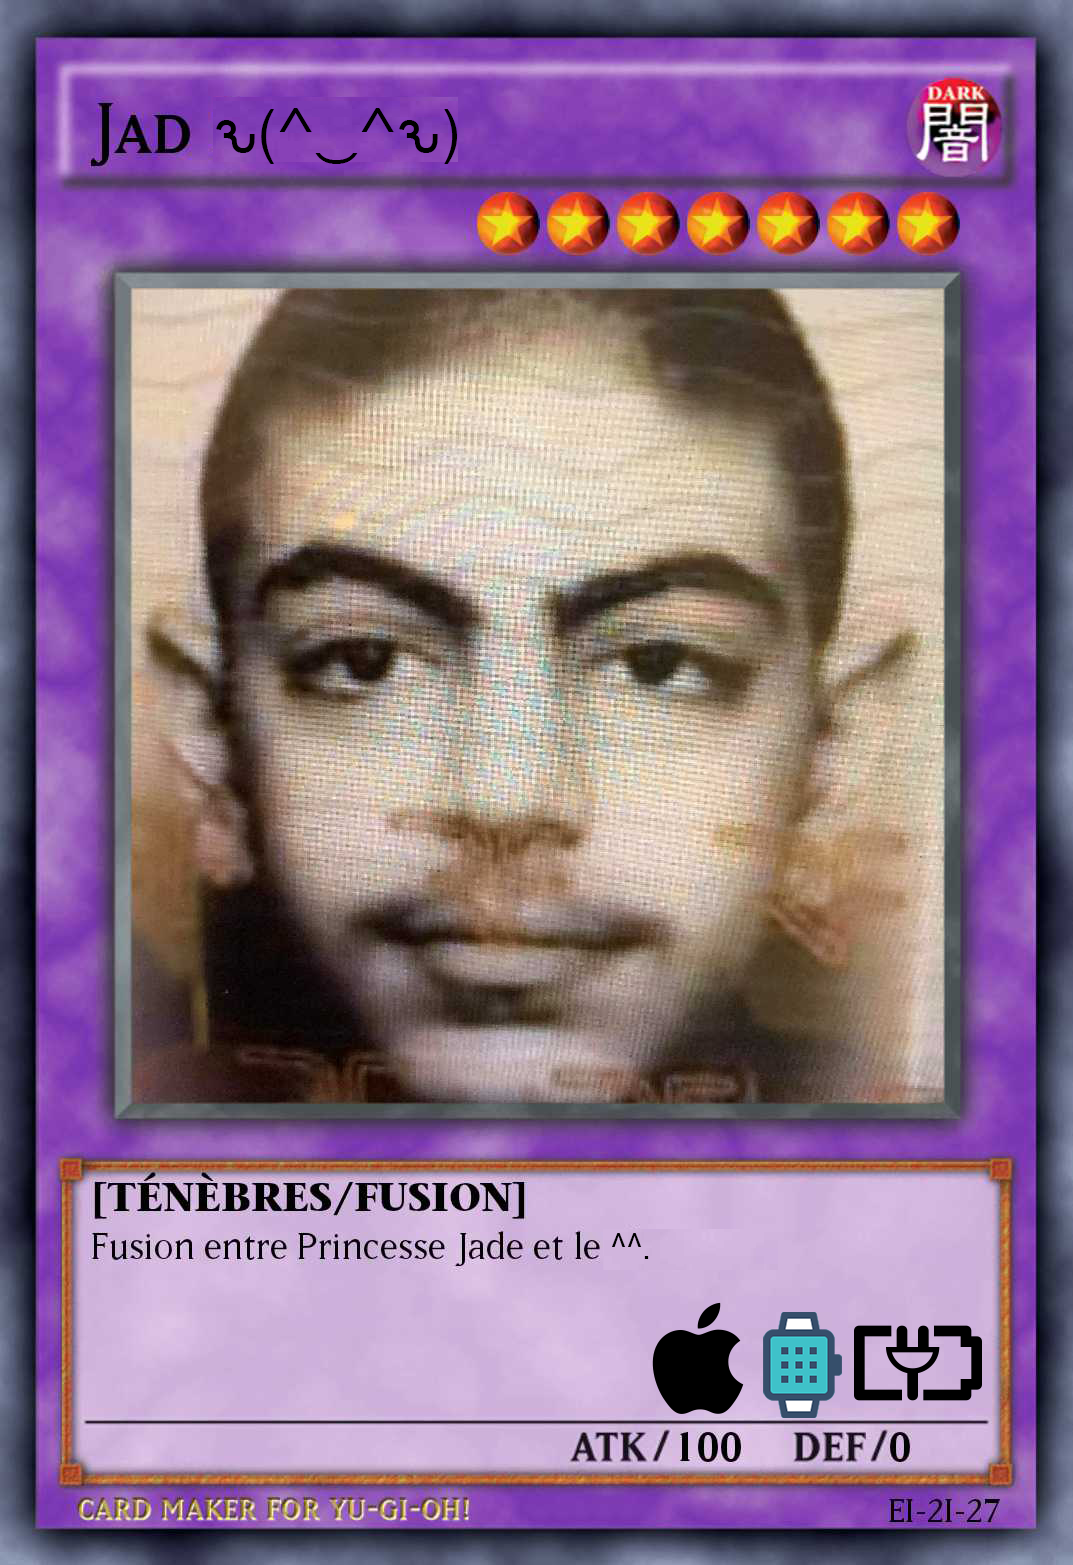 Jad ఒ(^‿^ఒ)
DARK
闇
[TÉNÈBRES/FUSION]
Fusion entre Princesse Jade et le ^^.
ATK/100 DEF/0
CARD MAKER FOR YU-GI-OH!
EI-2I-27